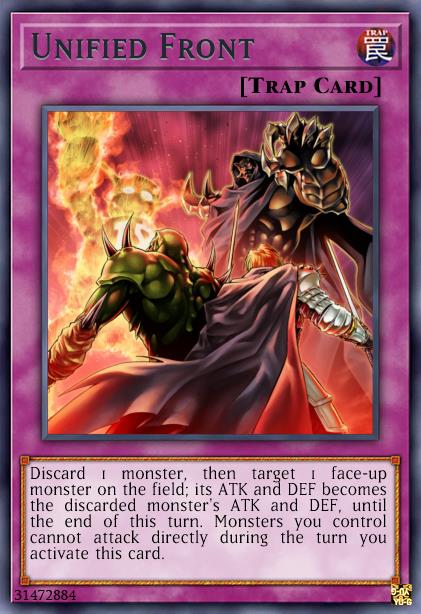 Unified Front
TRAP
罠
[Trap Card]
Discard 1 monster, then target 1 face-up
monster on the field; its ATK and DEF becomes
the discarded monster's ATK and DEF, until
the end of this turn. Monsters you control
cannot attack directly during the turn you
activate this card.
31472884